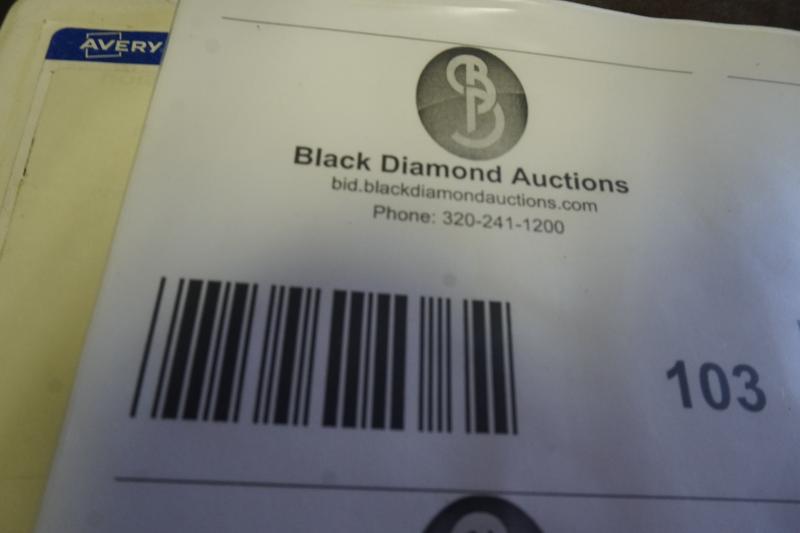 AVERY
Black Diamond Auctions
bid.blackdiamondauctions.com
Phone: 320-241-1200
103